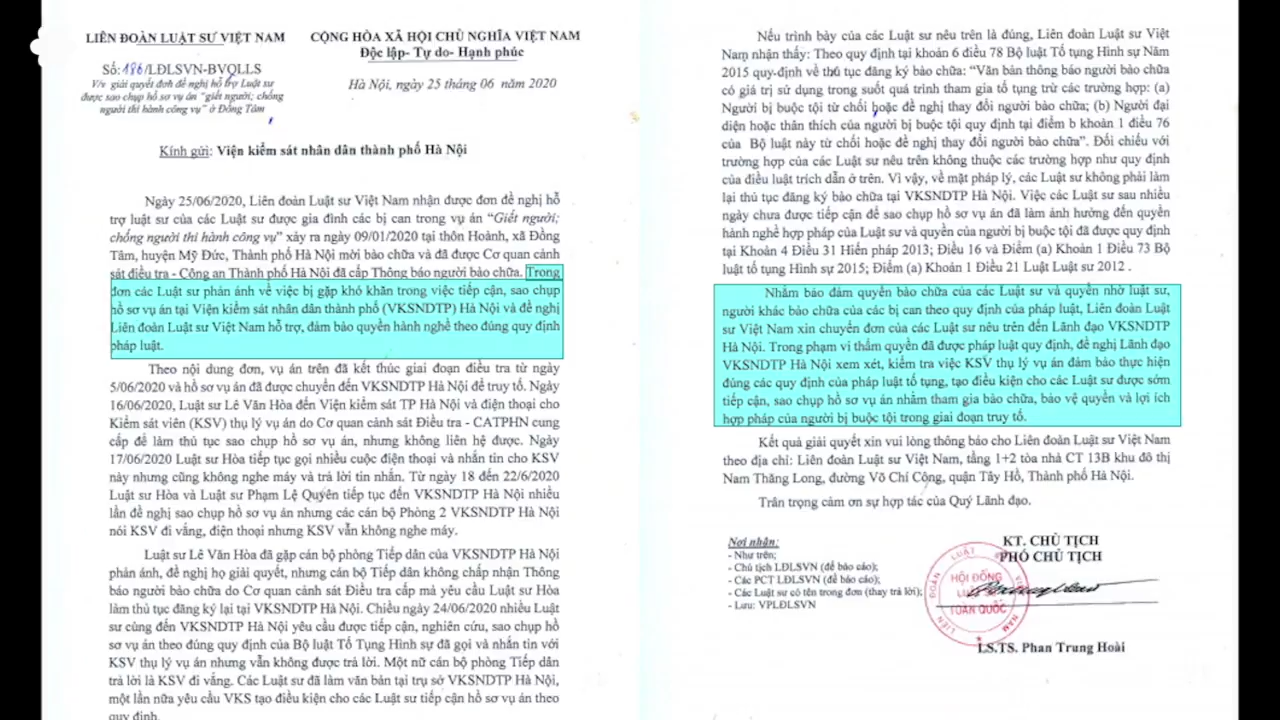 LIÊN ĐOÀN LUẬT SƯ VIỆT NAM
Số: 186/LĐLSVN-BVQLLS
V/v giải quyết đơn đề nghị hỗ trợ Luật sư
được sao chụp hồ sơ vụ án “giết người; chống
người thi hành công vụ” ở Đồng Tâm
CỘNG HÒA XÃ HỘI CHỦ NGHĨA VIỆT NAM
Độc lập- Tự do- Hạnh phúc
Hà Nội, ngày 25 tháng 06 năm 2020
Kính gửi: Viện kiểm sát nhân dân thành phố Hà Nội
Ngày 25/06/2020, Liên đoàn Luật sư Việt Nam nhận được đơn đề nghị hỗ
trợ luật sư của các Luật sư được gia đình các bị can trong vụ án “Giết người;
chống người thi hành công vụ” xảy ra ngày 09/01/2020 tại thôn Hoành, xã Đồng
Tâm, huyện Mỹ Đức, Thành phố Hà Nội mời bào chữa và đã được Cơ quan cảnh
sát điều tra - Công an Thành phố Hà Nội đã cấp Thông báo người bào chữa. Trong
đơn các Luật sư phản ánh về việc bị gặp khó khăn trong việc tiếp cận, sao chụp
hồ sơ vụ án tại Viện kiểm sát nhân dân thành phố (VKSNDTP) Hà Nội và đề nghị
Liên đoàn Luật sư Việt Nam hỗ trợ, đảm bảo quyền hành nghề theo đúng quy định
pháp luật.
Theo nội dung đơn, vụ án trên đã kết thúc giai đoạn điều tra từ ngày
5/06/2020 và hồ sơ vụ án đã được chuyển đến VKSNDTP Hà Nội để truy tố. Ngày
16/06/2020, Luật sư Lê Văn Hòa đến Viện kiểm sát TP Hà Nội và điện thoại cho
Kiểm sát viên (KSV) thụ lý vụ án do Cơ quan cảnh sát Điều tra - CATPHN cung
cấp để làm thủ tục sao chụp hồ sơ vụ án, nhưng không liên hệ được. Ngày
17/06/2020 Luật sư Hòa tiếp tục gọi nhiều cuộc điện thoại và nhắn tin cho KSV
này nhưng cũng không nghe máy và trả lời tin nhắn. Từ ngày 18 đến 22/6/2020
Luật sư Hòa và Luật sư Phạm Lệ Quyên tiếp tục đến VKSNDTP Hà Nội nhiều
lần đề nghị sao chụp hồ sơ vụ án nhưng các cán bộ Phòng 2 VKSNDTP Hà Nội
nói KSV đi vắng, điện thoại nhưng KSV vẫn không nghe máy.
Luật sư Lê Văn Hòa đã gặp cán bộ phòng Tiếp dân của VKSNDTP Hà Nội
phản ánh, đề nghị họ giải quyết, nhưng cán bộ Tiếp dân không chấp nhận Thông
báo người bào chữa do Cơ quan cảnh sát Điều tra cấp mà yêu cầu Luật sư Hòa
làm thủ tục đăng ký lại tại VKSNDTP Hà Nội. Chiều ngày 24/06/2020 nhiều Luật
sư cùng đến VKSNDTP Hà Nội yêu cầu được tiếp cận, nghiên cứu, sao chụp hồ
sơ vụ án theo đúng quy định của Bộ luật Tố Tụng Hình sự đã gọi và nhắn tin với
KSV thụ lý vụ án nhưng vẫn không được trả lời. Một nữ cán bộ phòng Tiếp dân
trả lời là KSV đi vắng. Các Luật sư đã làm văn bản tại trụ sở VKSNDTP Hà Nội,
một lần nữa yêu cầu VKS tạo điều kiện cho các Luật sư tiếp cận hồ sơ vụ án theo
quy định.
Nếu trình bày của các Luật sư nêu trên là đúng, Liên đoàn Luật sư Việt
Nam nhận thấy: Theo quy định tại khoản 6 điều 78 Bộ luật Tố tụng Hình sự Năm
2015 quy định về thủ tục đăng ký bào chữa: “Văn bản thông báo người bào chữa
có giá trị sử dụng trong suốt quá trình tham gia tố tụng trừ các trường hợp: (a)
Người bị buộc tội từ chối hoặc đề nghị thay đổi người bào chữa; (b) Người đại
diện hoặc thân thích của người bị buộc tội quy định tại điểm b khoản 1 điều 76
của Bộ luật này từ chối hoặc đề nghị thay đổi người bào chữa”. Đối chiếu với
trường hợp của các Luật sư nêu trên không thuộc các trường hợp như quy định
của điều luật trích dẫn ở trên. Vì vậy, về mặt pháp lý, các Luật sư không phải làm
lại thủ tục đăng ký bào chữa tại VKSNDTP Hà Nội. Việc các Luật sư sau nhiều
ngày chưa được tiếp cận để sao chụp hồ sơ vụ án đã làm ảnh hưởng đến quyền
hành nghề hợp pháp của Luật sư và quyền của người bị buộc tội đã được quy định
tại Khoản 4 Điều 31 Hiến pháp 2013; Điều 16 và Điểm (a) Khoản 1 Điều 73 Bộ
luật tố tụng Hình sự 2015; Điểm (a) Khoản 1 Điều 21 Luật Luật sư 2012 .
Nhằm bảo đảm quyền bào chữa của các Luật sư và quyền nhờ luật sư,
người khác bào chữa của các bị can theo quy định của pháp luật, Liên đoàn Luật
sư Việt Nam xin chuyển đơn của các Luật sư nêu trên đến Lãnh đạo VKSNDTP
Hà Nội. Trong phạm vi thẩm quyền đã được pháp luật quy định, đề nghị Lãnh đạo
VKSNDTP Hà Nội xem xét, kiểm tra việc KSV thụ lý vụ án đảm bảo thực hiện
đúng các quy định của pháp luật tố tụng, tạo điều kiện cho các Luật sư được sớm
tiếp cận, sao chụp hồ sơ vụ án nhằm tham gia bào chữa, bảo vệ quyền và lợi ích
hợp pháp của người bị buộc tội trong giai đoạn truy tố.
Kết quả giải quyết xin vui lòng thông báo cho Liên đoàn Luật sư Việt Nam
theo địa chỉ: Liên đoàn Luật sư Việt Nam, tầng 1+2 tòa nhà CT 13B khu đô thị
Nam Thăng Long, đường Võ Chí Công, quận Tây Hồ, Thành phố Hà Nội.
Trân trọng cảm ơn sự hợp tác của Quý Lãnh đạo.
Nơi nhận:
- Như trên;
- Chủ tịch LĐLSVN (để báo cáo);
- Các PCT LĐLSVN (để báo cáo);
- Các Luật sư có tên trong đơn (thay trả lời);
- Lưu: VPLĐLSVN
KT. CHỦ TỊCH
PHÓ CHỦ TỊCH
HỘI ĐỒNG
TOÀN QUỐC
LS.TS. Phan Trung Hoài